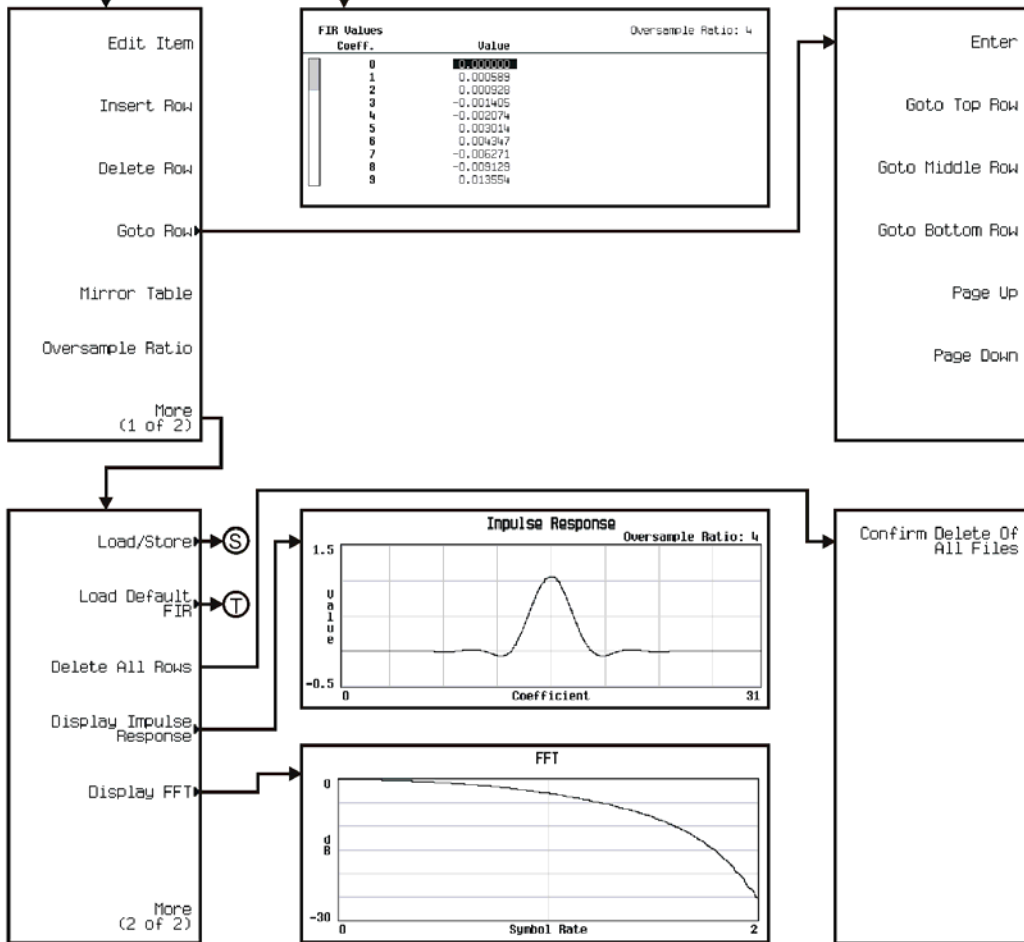 Edit Item
Insert Row
Delete Row
Goto Row
Mirror Table
Oversample Ratio
More
(1 of 2)
FIR Values Oversample Ratio: 4
Coeff. Value
0 0.000000
1 0.000589
2 0.000928
3 -0.001405
4 -0.002074
5 0.003014
6 0.004347
7 -0.006271
8 -0.009129
9 0.013554
Enter
Goto Top Row
Goto Middle Row
Goto Bottom Row
Page Up
Page Down
Load/Store
S
Load Default
FIR
T
Delete All Rows
Display Impulse
Response
Display FFT
More
(2 of 2)
Impulse Response
Oversample Ratio: 4
1.5
Value
-0.5
0 Coefficient 31
FFT
0
dB
-30
0 Symbol Rate 2
Confirm Delete Of
All Files